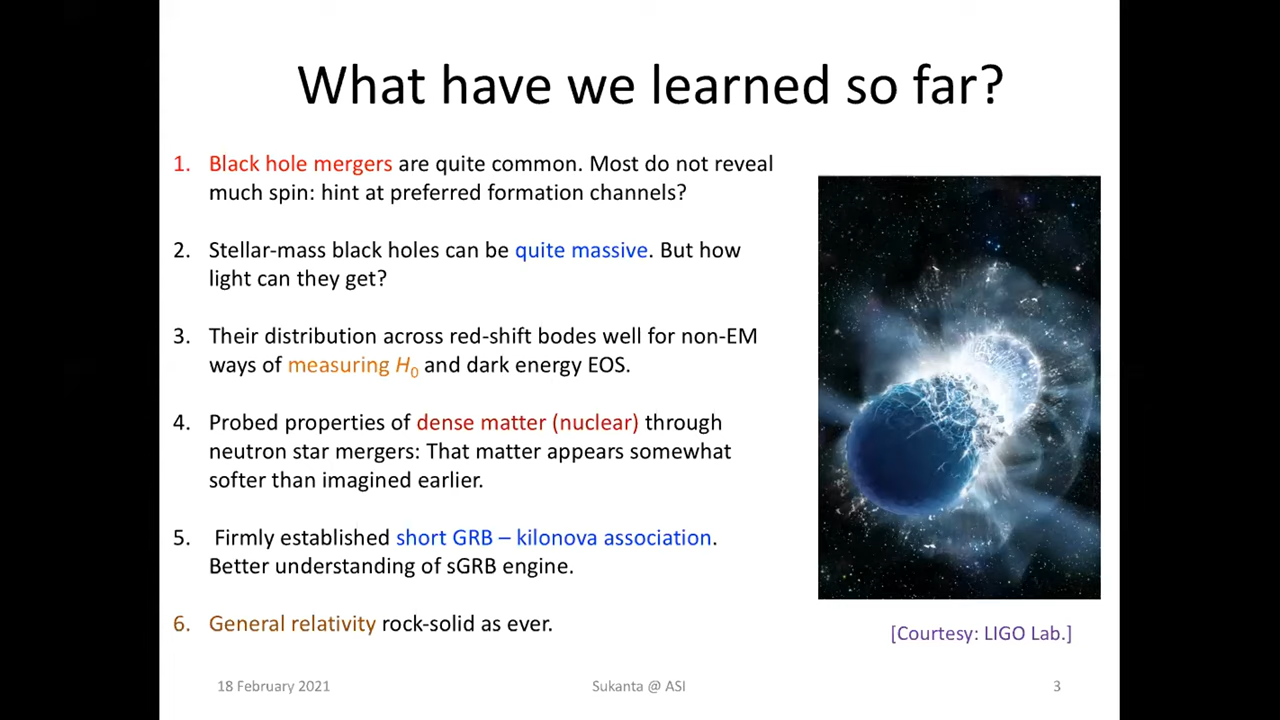 What have we learned so far?
1. Black hole mergers are quite common. Most do not reveal
much spin: hint at preferred formation channels?
2. Stellar-mass black holes can be quite massive. But how
light can they get?
3. Their distribution across red-shift bodes well for non-EM
ways of measuring H₀ and dark energy EOS.
4. Probed properties of dense matter (nuclear) through
neutron star mergers: That matter appears somewhat
softer than imagined earlier.
5. Firmly established short GRB – kilonova association.
Better understanding of sGRB engine.
6. General relativity rock-solid as ever.
[Courtesy: LIGO Lab.]
18 February 2021
Sukanta @ ASI
3